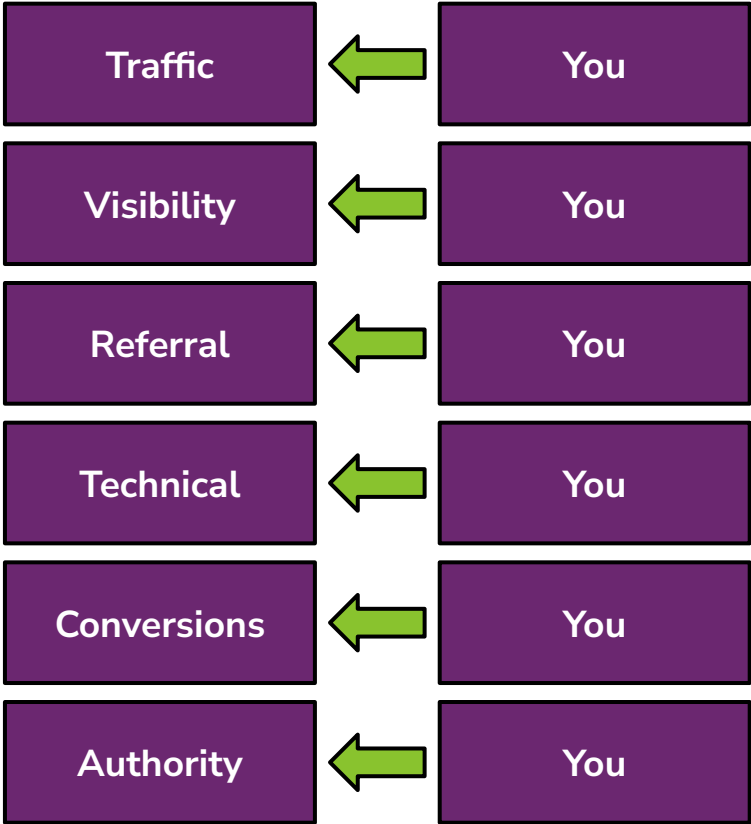 Traffic You
Visibility You
Referral You
Technical You
Conversions You
Authority You